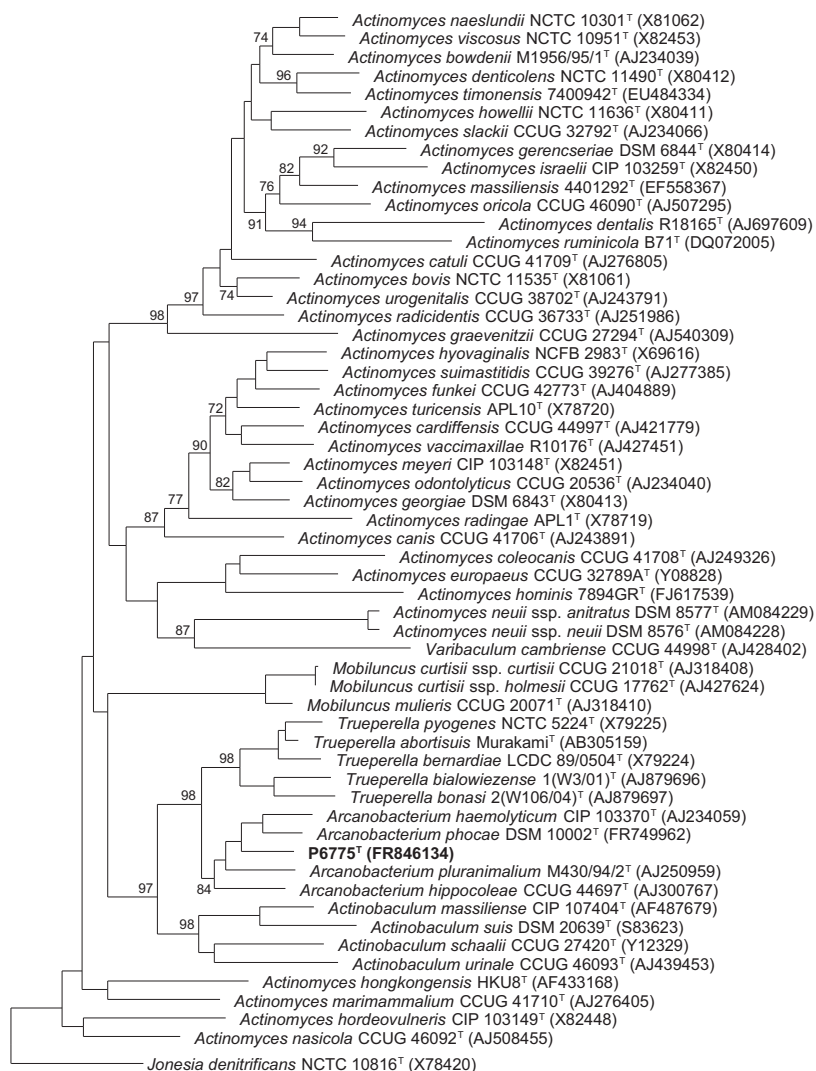 Actinomyces naeslundii NCTC 10301ᵀ (X81062)
74
Actinomyces viscosus NCTC 10951ᵀ (X82453)
Actinomyces bowdenii M1956/95/1ᵀ (AJ234039)
96
Actinomyces denticolens NCTC 11490ᵀ (X80412)
Actinomyces timonensis 7400942ᵀ (EU484334)
Actinomyces howellii NCTC 11636ᵀ (X80411)
Actinomyces slackii CCUG 32792ᵀ (AJ234066)
92
Actinomyces gerencseriae DSM 6844ᵀ (X80414)
82
Actinomyces israelii CIP 103259ᵀ (X82450)
76
Actinomyces massiliensis 4401292ᵀ (EF558367)
Actinomyces oricola CCUG 46090ᵀ (AJ507295)
91
94
Actinomyces dentalis R18165ᵀ (AJ697609)
Actinomyces ruminicola B71ᵀ (DQ072005)
Actinomyces catuli CCUG 41709ᵀ (AJ276805)
Actinomyces bovis NCTC 11535ᵀ (X81061)
97
74
Actinomyces urogenitalis CCUG 38702ᵀ (AJ243791)
98
Actinomyces radicidentis CCUG 36733ᵀ (AJ251986)
Actinomyces graevenitzii CCUG 27294ᵀ (AJ540309)
Actinomyces hyovaginalis NCFB 2983ᵀ (X69616)
Actinomyces suimastitidis CCUG 39276ᵀ (AJ277385)
Actinomyces funkei CCUG 42773ᵀ (AJ404889)
72
Actinomyces turicensis APL10ᵀ (X78720)
Actinomyces cardiffensis CCUG 44997ᵀ (AJ421779)
90
Actinomyces vaccimaxillae R10176ᵀ (AJ427451)
Actinomyces meyeri CIP 103148ᵀ (X82451)
82
Actinomyces odontolyticus CCUG 20536ᵀ (AJ234040)
77
Actinomyces georgiae DSM 6843ᵀ (X80413)
87
Actinomyces radingae APL1ᵀ (X78719)
Actinomyces canis CCUG 41706ᵀ (AJ243891)
Actinomyces coleocanis CCUG 41708ᵀ (AJ249326)
Actinomyces europaeus CCUG 32789Aᵀ (Y08828)
Actinomyces hominis 7894GRᵀ (FJ617539)
Actinomyces neuii ssp. anitratus DSM 8577ᵀ (AM084229)
87
Actinomyces neuii ssp. neuii DSM 8576ᵀ (AM084228)
Varibaculum cambriense CCUG 44998ᵀ (AJ428402)
Mobiluncus curtisii ssp. curtisii CCUG 21018ᵀ (AJ318408)
Mobiluncus curtisii ssp. holmesii CCUG 17762ᵀ (AJ427624)
Mobiluncus mulieris CCUG 20071ᵀ (AJ318410)
Trueperella pyogenes NCTC 5224ᵀ (X79225)
Trueperella abortisuis Murakamiᵀ (AB305159)
98
Trueperella bernardiae LCDC 89/0504ᵀ (X79224)
Trueperella bialowiezense 1(W3/01)ᵀ (AJ879696)
98
Trueperella bonasi 2(W106/04)ᵀ (AJ879697)
Arcanobacterium haemolyticum CIP 103370ᵀ (AJ234059)
Arcanobacterium phocae DSM 10002ᵀ (FR749962)
P6775ᵀ (FR846134)
Arcanobacterium pluranimalium M430/94/2ᵀ (AJ250959)
97
84
Arcanobacterium hippocoleae CCUG 44697ᵀ (AJ300767)
Actinobaculum massiliense CIP 107404ᵀ (AF487679)
98
Actinobaculum suis DSM 20639ᵀ (S83623)
Actinobaculum schaalii CCUG 27420ᵀ (Y12329)
Actinobaculum urinale CCUG 46093ᵀ (AJ439453)
Actinomyces hongkongensis HKU8ᵀ (AF433168)
Actinomyces marimammalium CCUG 41710ᵀ (AJ276405)
Actinomyces hordeovulneris CIP 103149ᵀ (X82448)
Actinomyces nasicola CCUG 46092ᵀ (AJ508455)
Jonesia denitrificans NCTC 10816ᵀ (X78420)